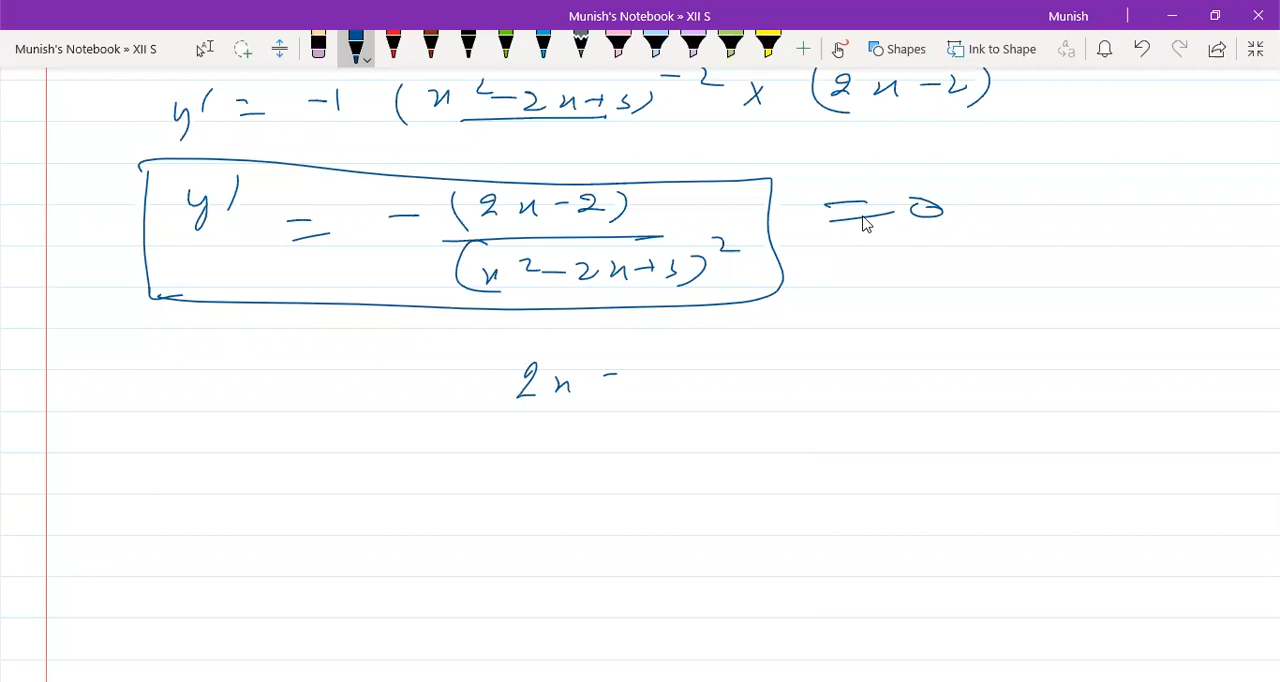 Munish's Notebook » XII S
Munish
Munish's Notebook » XII S
Shapes
Ink to Shape
y' = -1 (x² - 2x + 3)⁻² × (2x - 2)
y' = -(2x - 2) / (x² - 2x + 3)² = 0
2x -